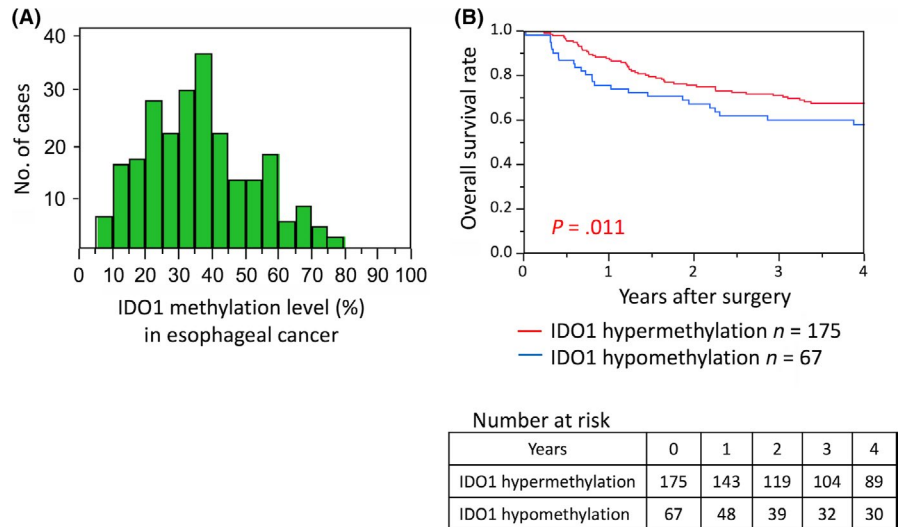 (A)
No. of cases
40
30
20
10
0 10 20 30 40 50 60 70 80 90 100
IDO1 methylation level (%)
in esophageal cancer
(B)
Overall survival rate
1.0
0.8
0.6
0.4
0.2
0.0
P = .011
0 1 2 3 4
Years after surgery
IDO1 hypermethylation n = 175
IDO1 hypomethylation n = 67
Number at risk
Years 0 1 2 3 4
IDO1 hypermethylation 175 143 119 104 89
IDO1 hypomethylation 67 48 39 32 30